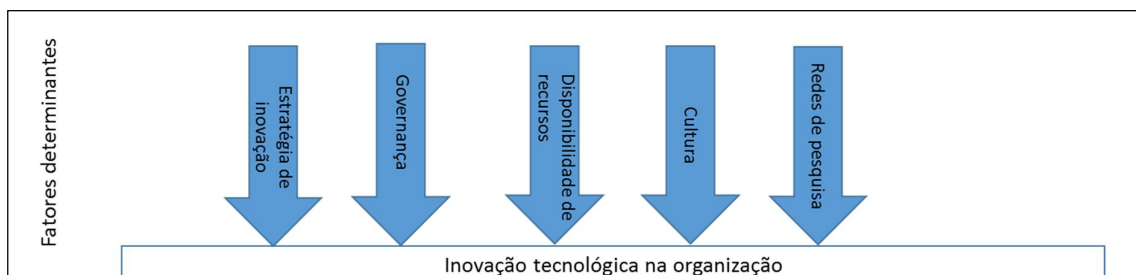 Fatores determinantes
Estratégia de
inovação
Governança
Disponibilidade de
recursos
Cultura
Redes de pesquisa
Inovação tecnológica na organização